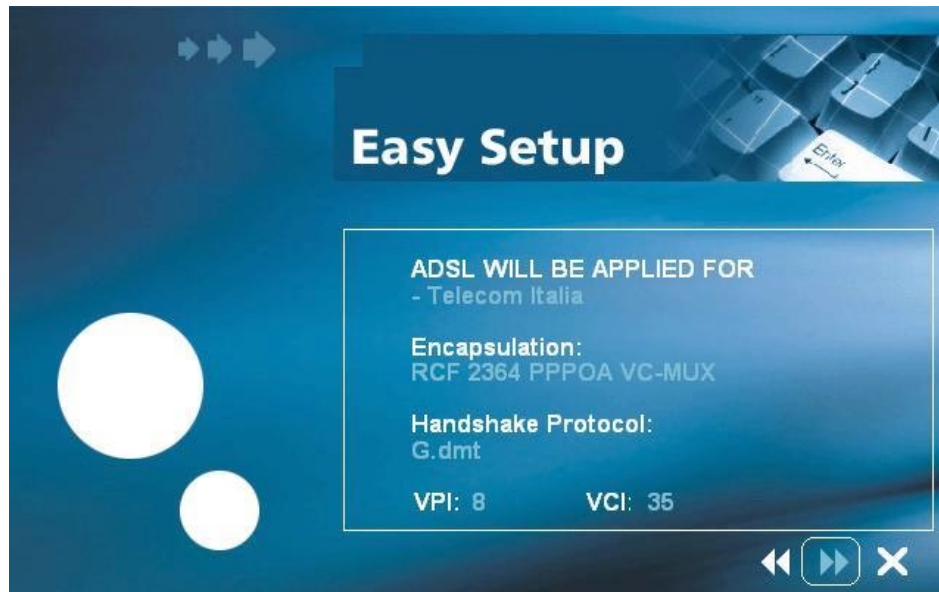 Easy Setup
Enter
ADSL WILL BE APPLIED FOR
- Telecom Italia
Encapsulation:
RCF 2364 PPPOA VC-MUX
Handshake Protocol:
G.dmt
VPI: 8 VCI: 35